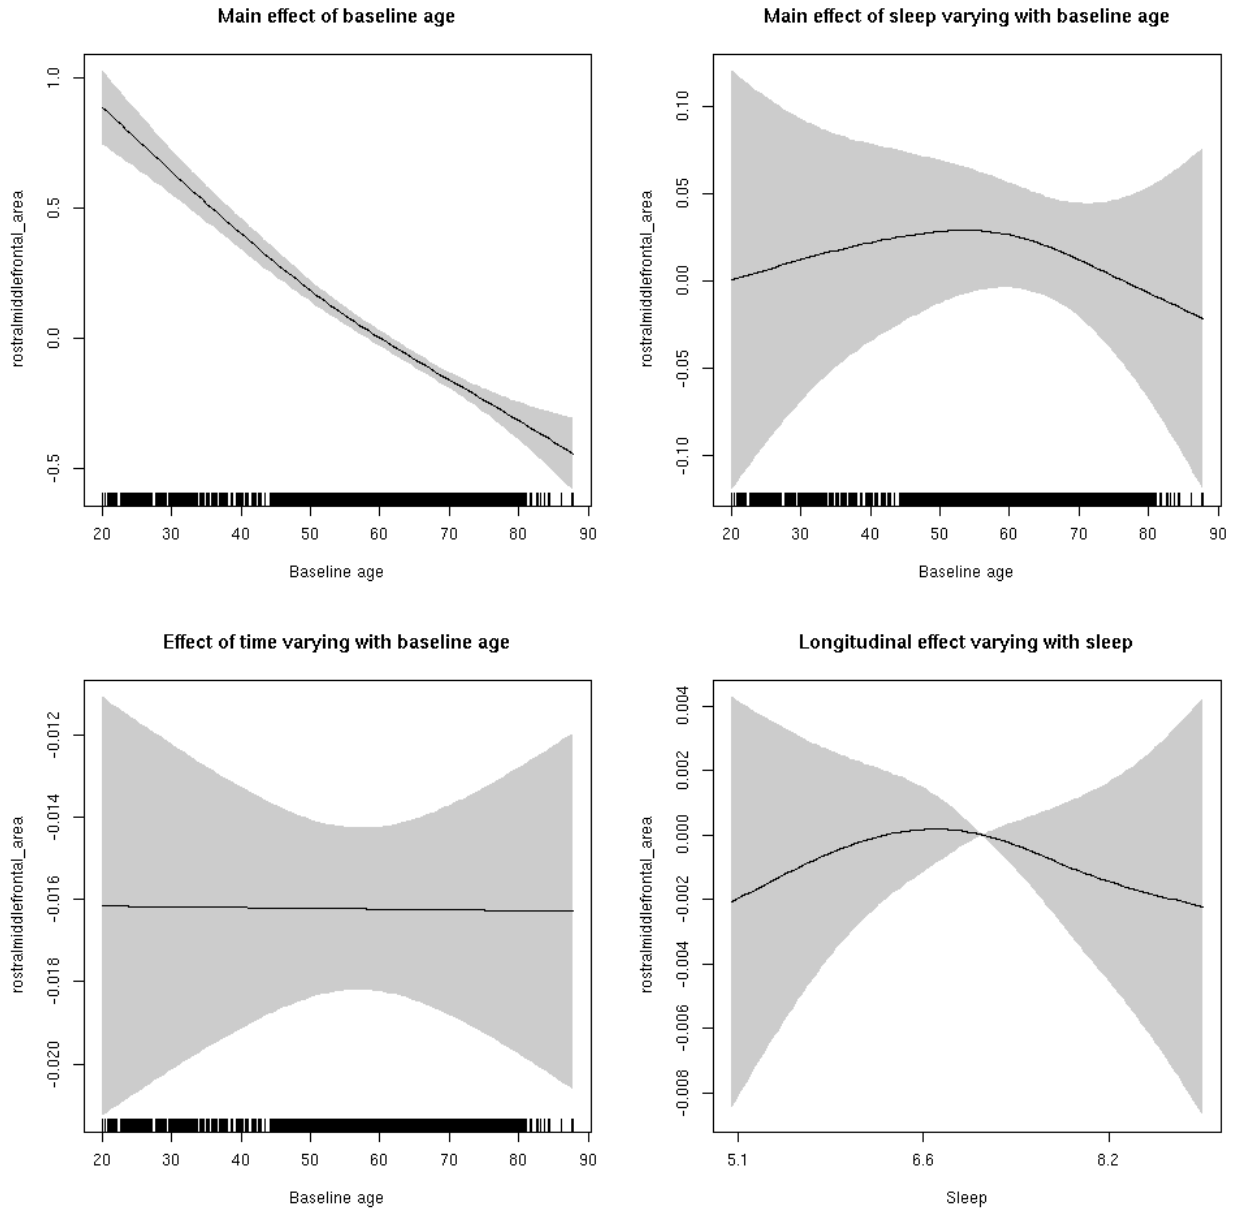 Main effect of baseline age
rostralmiddlefrontal_area
1.0
0.5
0.0
-0.5
20 30 40 50 60 70 80 90
Baseline age
Main effect of sleep varying with baseline age
rostralmiddlefrontal_area
0.10
0.05
0.00
-0.05
-0.10
20 30 40 50 60 70 80 90
Baseline age
Effect of time varying with baseline age
rostralmiddlefrontal_area
-0.012
-0.014
-0.016
-0.018
-0.020
20 30 40 50 60 70 80 90
Baseline age
Longitudinal effect varying with sleep
rostralmiddlefrontal_area
0.004
0.002
0.000
-0.002
-0.004
-0.006
-0.008
5.1 6.6 8.2
Sleep